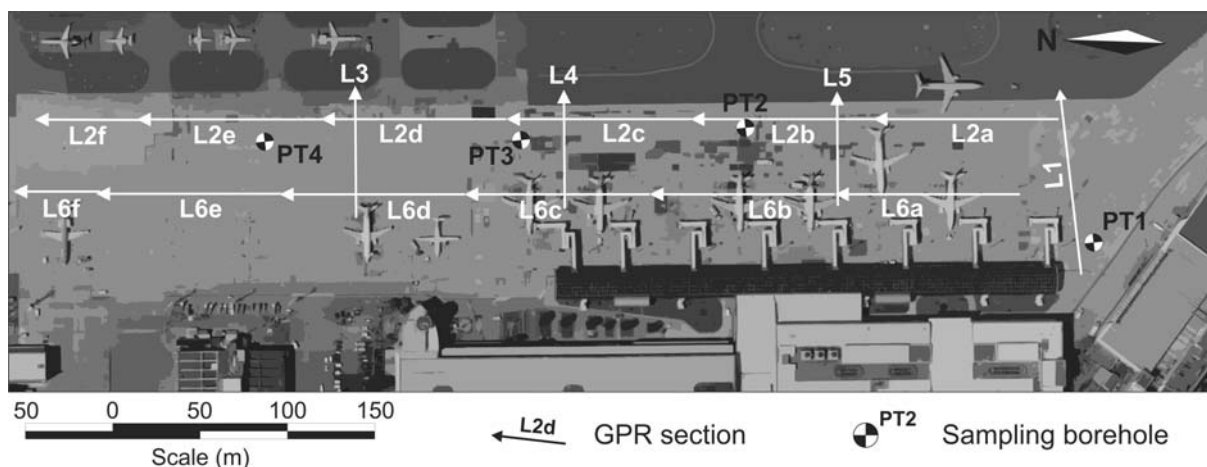 N
L3
L4
L5
PT2
L2f
L2e
L2d
L2c
L2b
L2a
PT4
PT3
L1
L6f
L6e
L6d
L6c
L6b
L6a
PT1
50 0 50 100 150
Scale (m)
L2d
GPR section
PT2
Sampling borehole